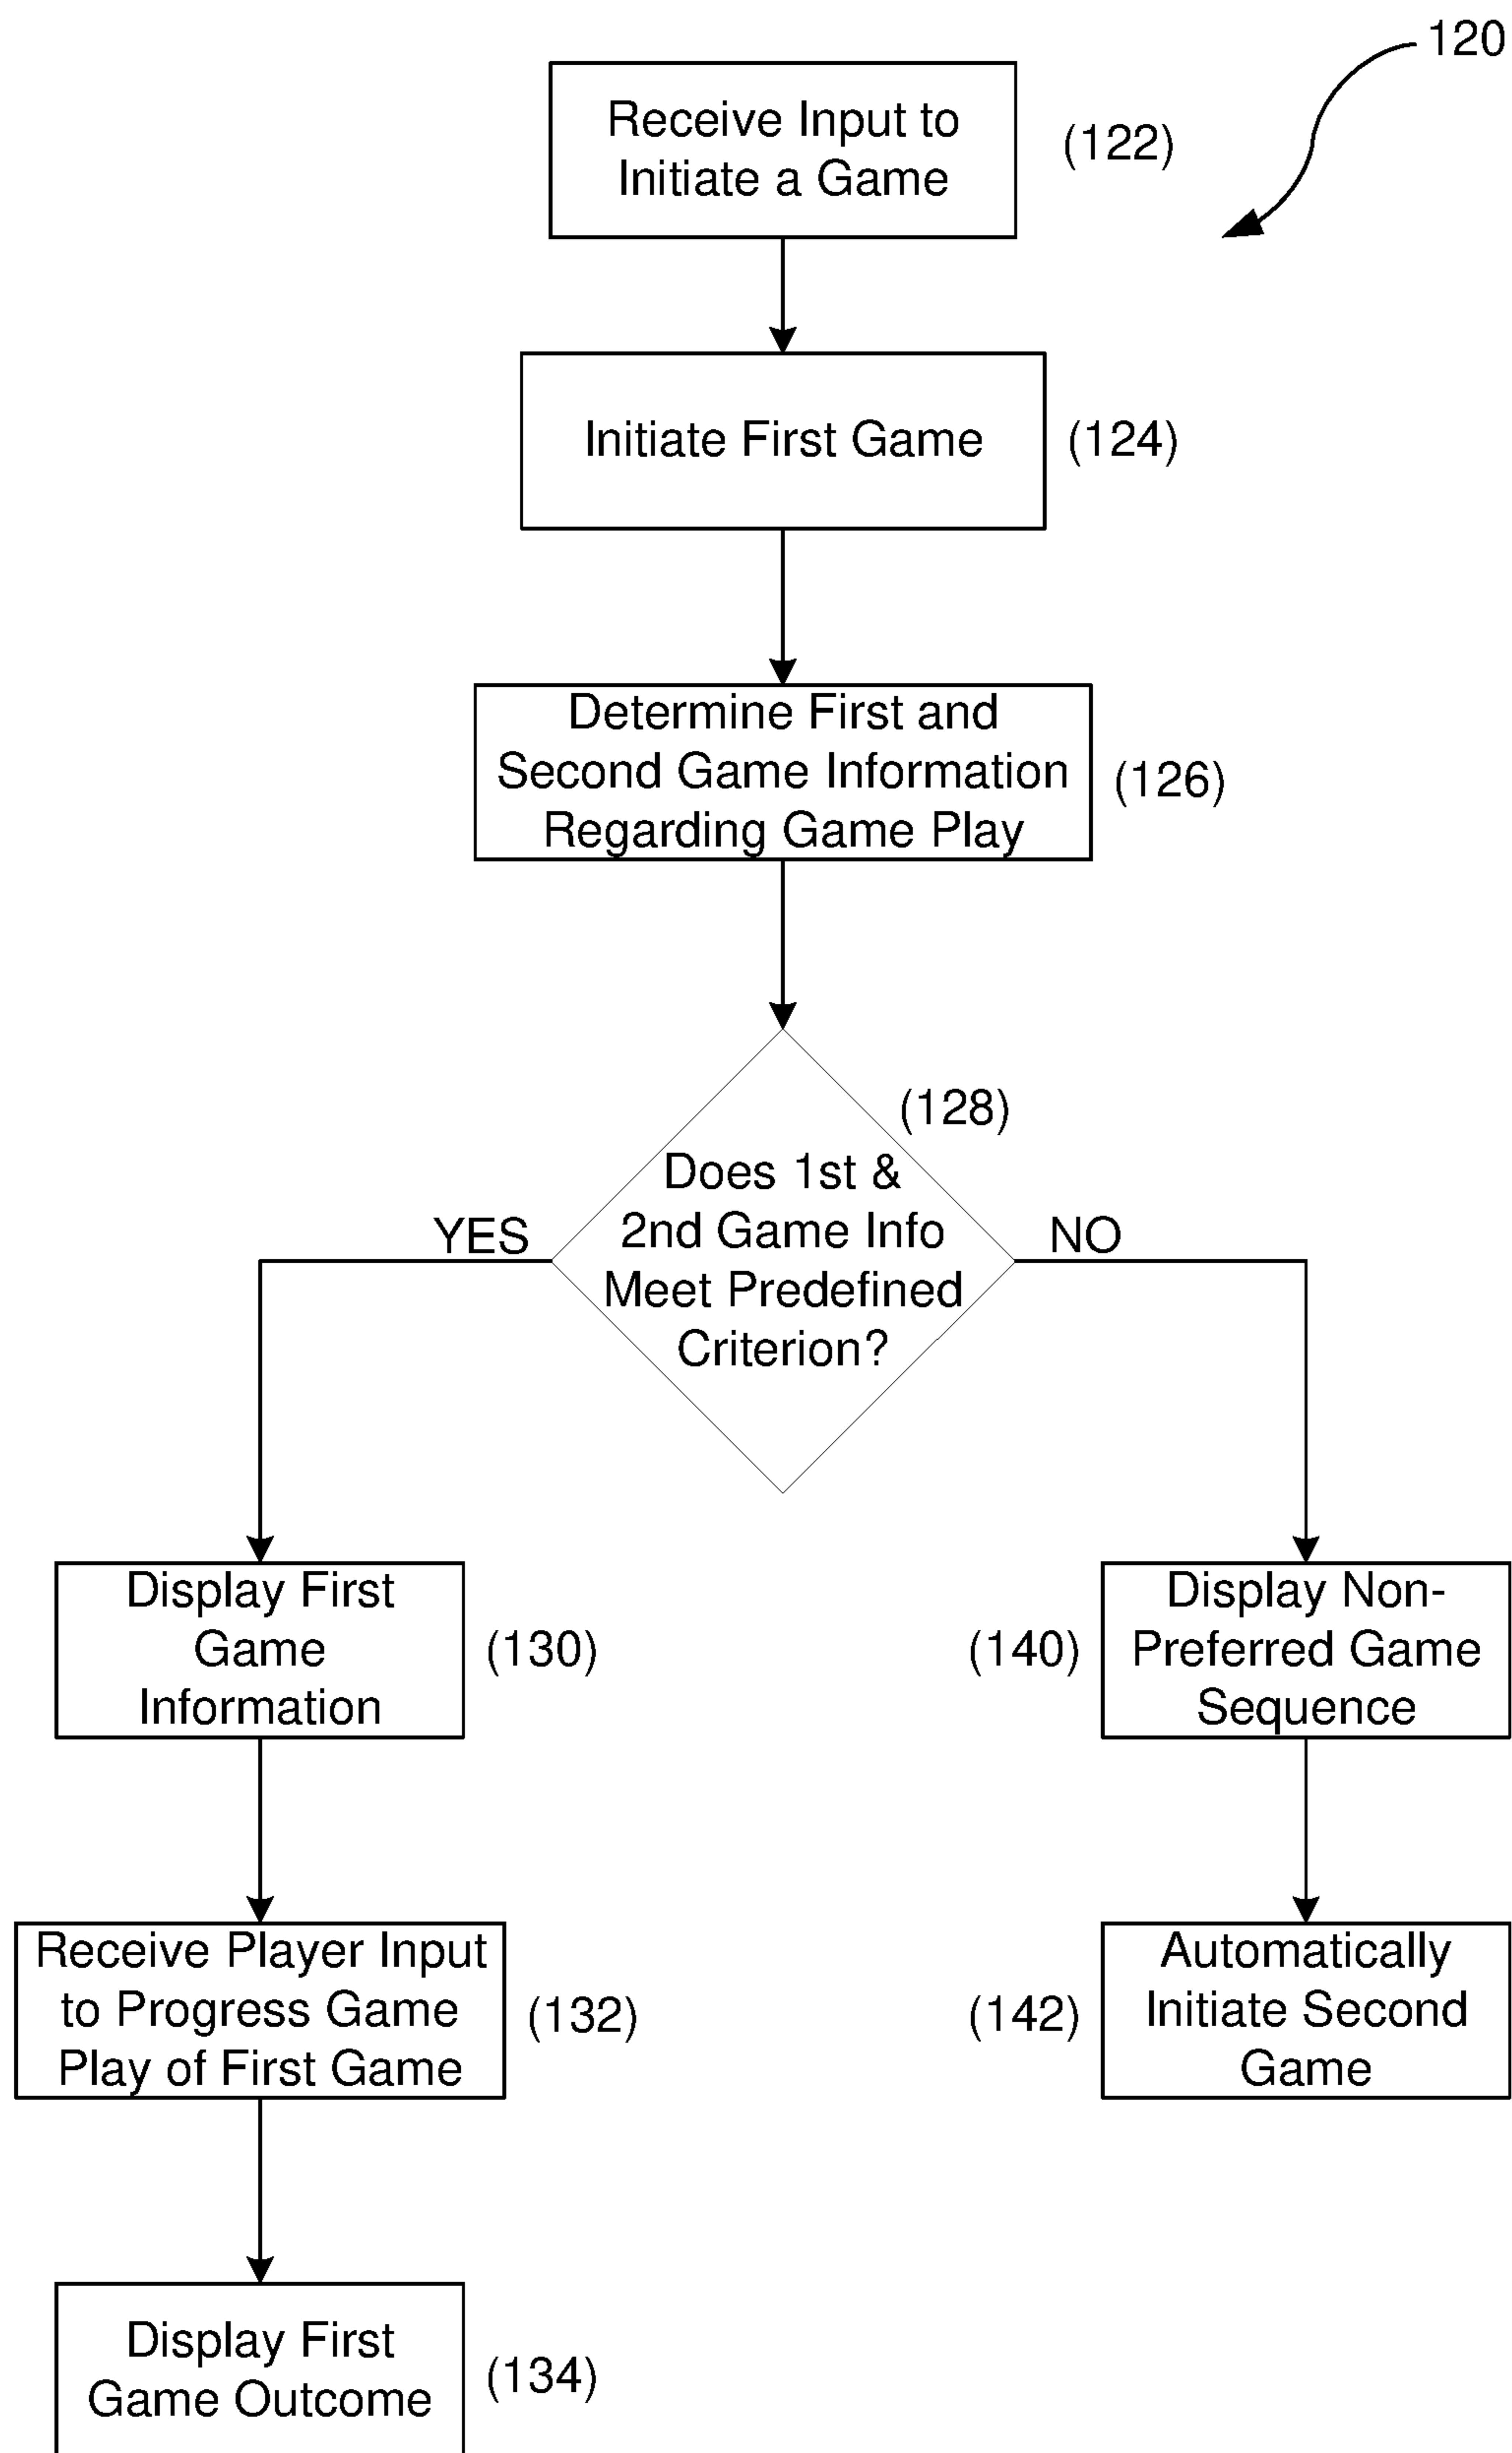 120
Receive Input to
Initiate a Game
(122)
Initiate First Game
(124)
Determine First and
Second Game Information
Regarding Game Play
(126)
(128)
Does 1st &
2nd Game Info
Meet Predefined
Criterion?
YES
NO
Display First
Game
Information
(130)
(140)
Display Non-
Preferred Game
Sequence
Receive Player Input
to Progress Game
Play of First Game
(132)
(142)
Automatically
Initiate Second
Game
Display First
Game Outcome
(134)